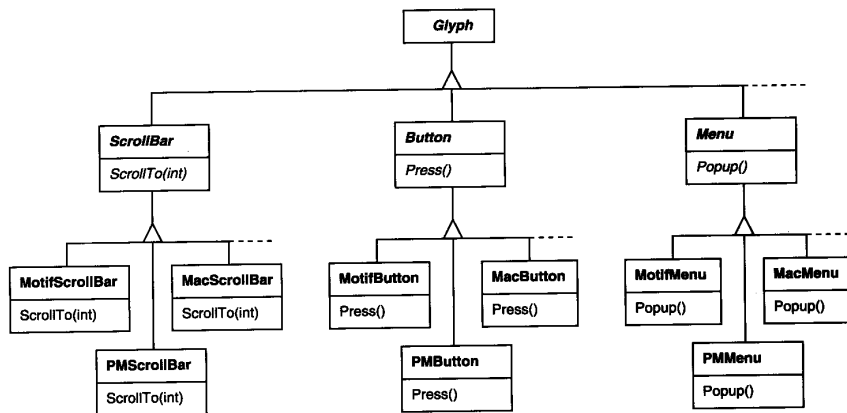 Glyph
ScrollBar
ScrollTo(int)
Button
Press()
Menu
Popup()
MotifScrollBar
ScrollTo(int)
MacScrollBar
ScrollTo(int)
PMScrollBar
ScrollTo(int)
MotifButton
Press()
MacButton
Press()
PMButton
Press()
MotifMenu
Popup()
MacMenu
Popup()
PMMenu
Popup()